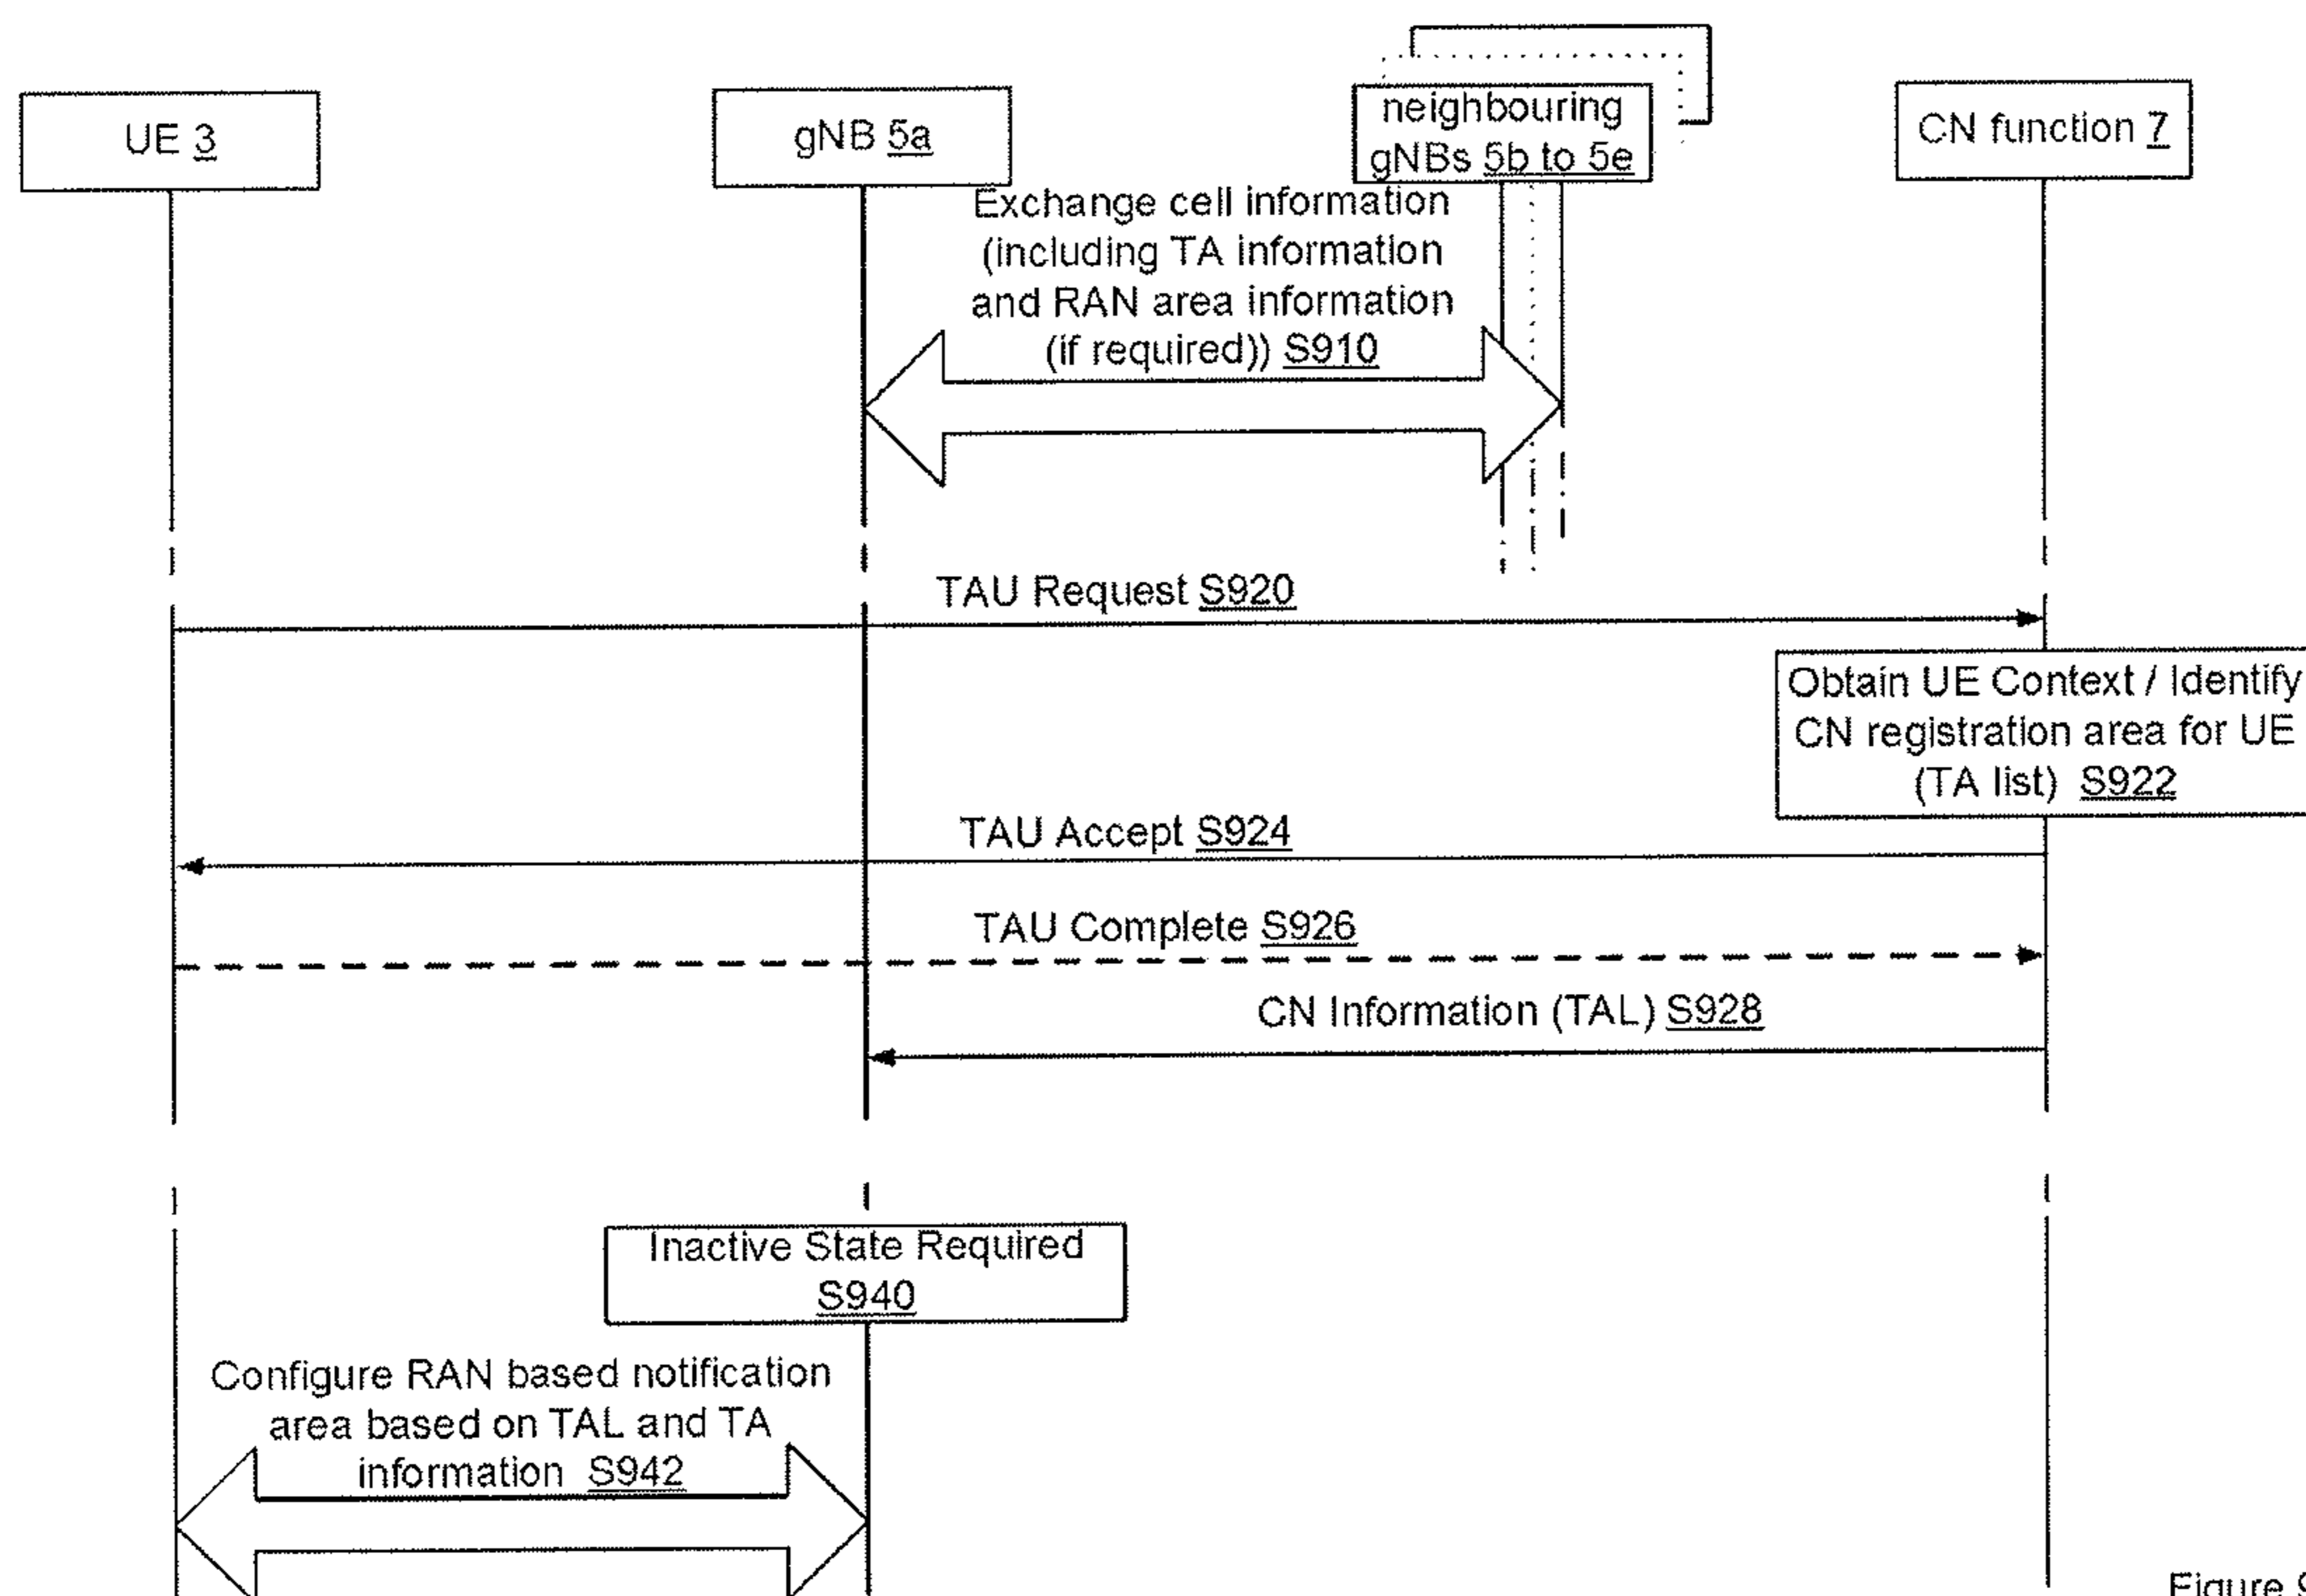 UE 3
gNB 5a
neighbouring
gNBs 5b to 5e
CN function 7
Exchange cell information
(including TA information
and RAN area information
(if required)) S910
TAU Request S920
Obtain UE Context / Identify
CN registration area for UE
(TA list) S922
TAU Accept S924
TAU Complete S926
CN Information (TAL) S928
Inactive State Required
S940
Configure RAN based notification
area based on TAL and TA
information S942
Figure 9